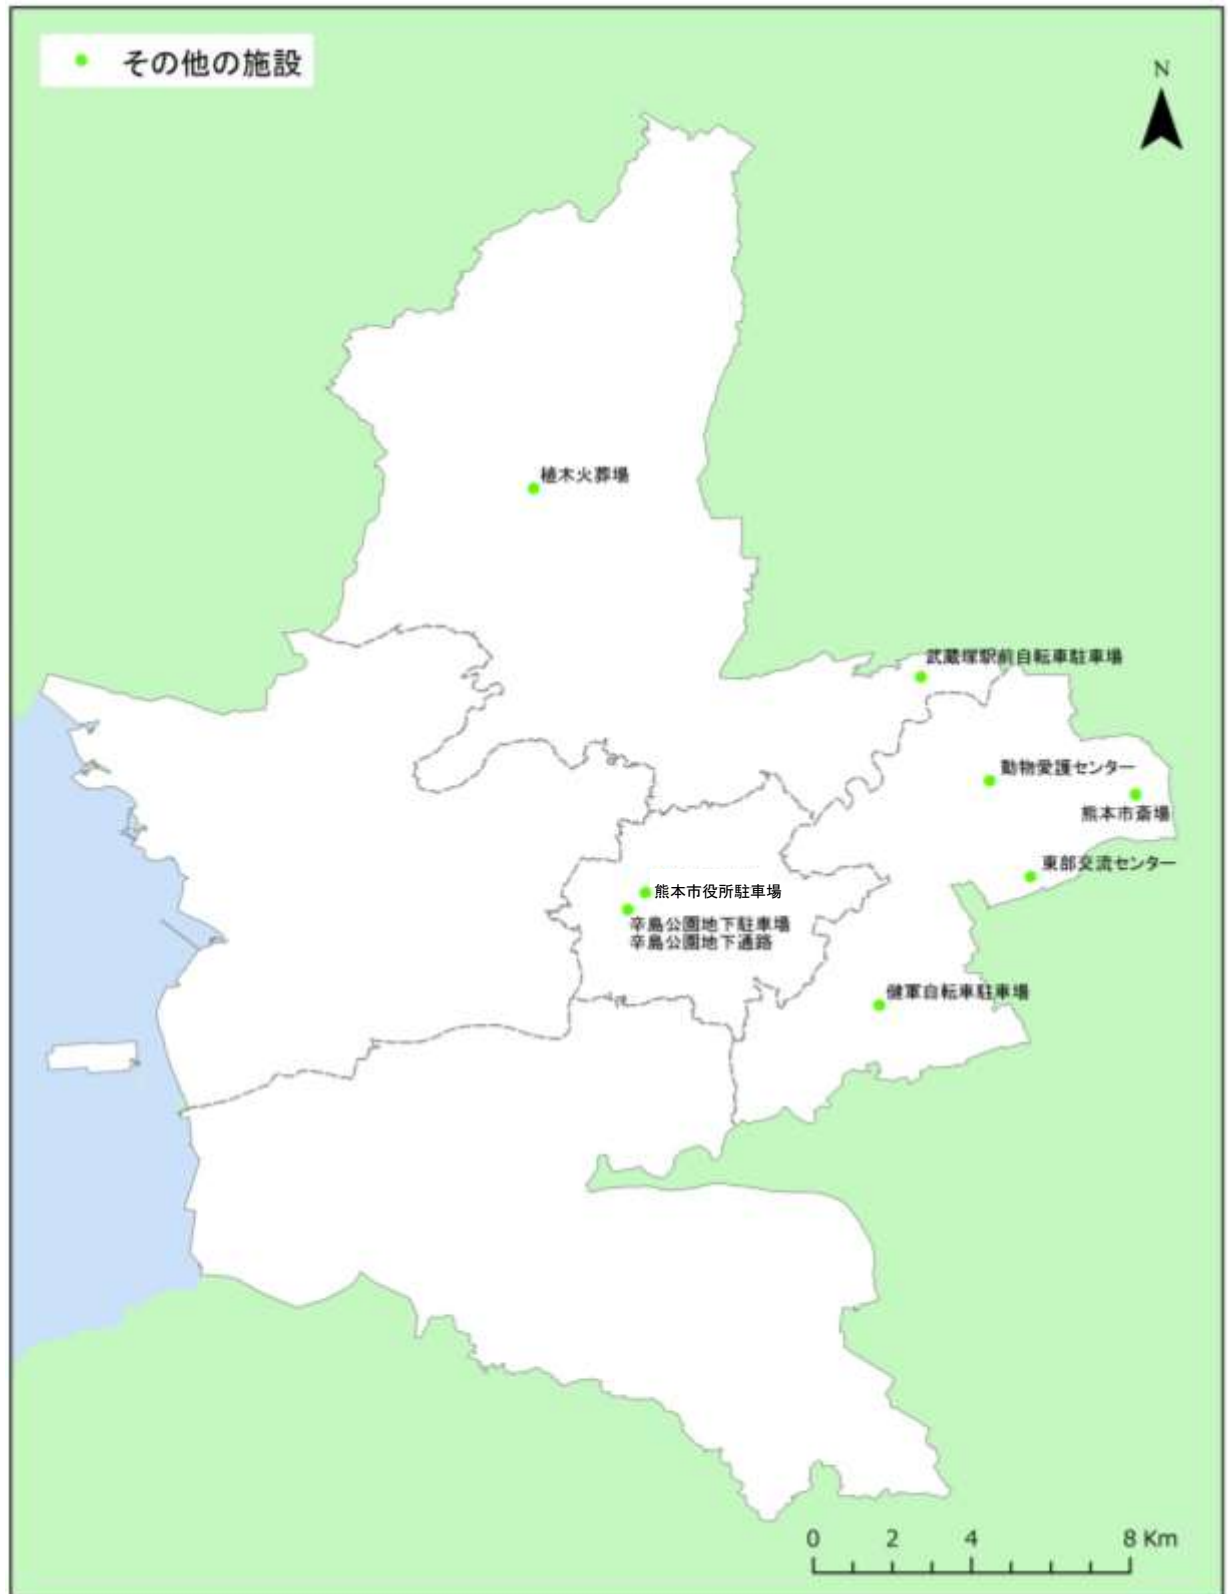 その他の施設
N
植木火葬場
武蔵塚駅前自転車駐車場
動物愛護センター
熊本市斎場
東部交流センター
熊本市役所駐車場
辛島公園地下駐車場
辛島公園地下通路
健軍自転車駐車場
0 2 4 8 Km